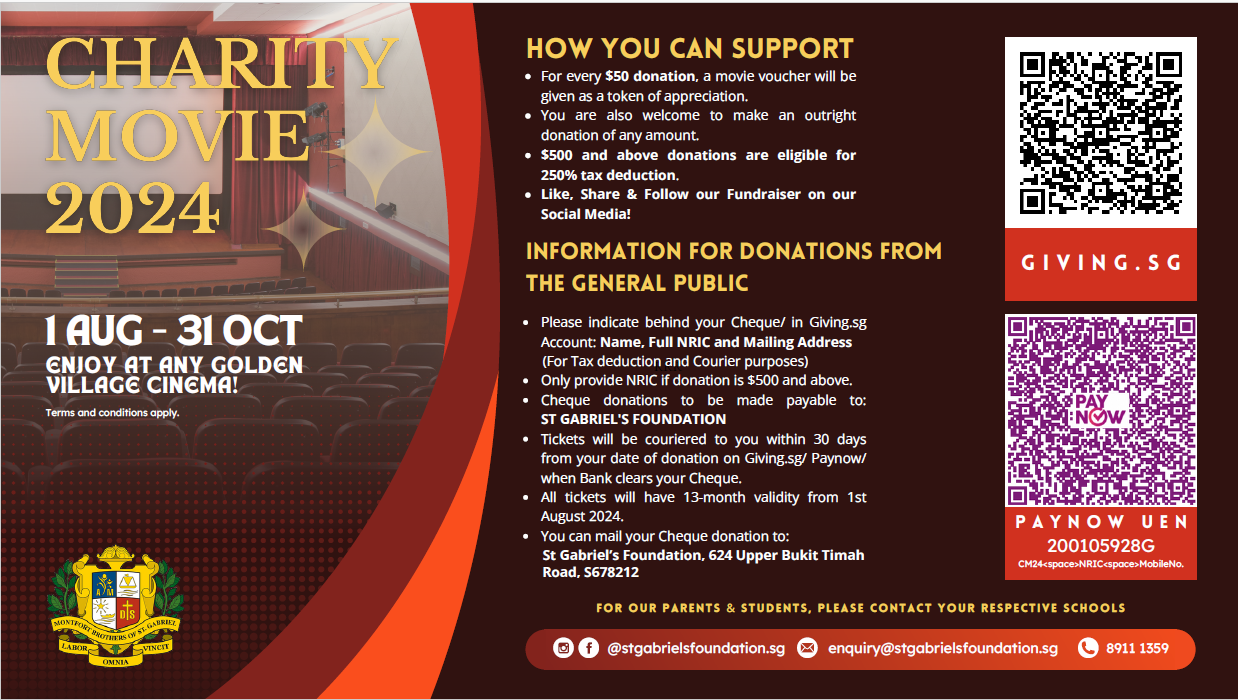 CHARITY
MOVIE
2024
1 AUG - 31 OCT
ENJOY AT ANY GOLDEN
VILLAGE CINEMA!
Terms and conditions apply.
A M
D S
MONTFORT BROTHERS OF ST. GABRIEL
LABOR VINCIT
OMNIA
HOW YOU CAN SUPPORT
• For every $50 donation, a movie voucher will be
given as a token of appreciation.
• You are also welcome to make an outright
donation of any amount.
• $500 and above donations are eligible for
250% tax deduction.
• Like, Share & Follow our Fundraiser on our
Social Media!
INFORMATION FOR DONATIONS FROM
THE GENERAL PUBLIC
• Please indicate behind your Cheque/ in Giving.sg
Account: Name, Full NRIC and Mailing Address
(For Tax deduction and Courier purposes)
• Only provide NRIC if donation is $500 and above.
• Cheque donations to be made payable to:
ST GABRIEL'S FOUNDATION
• Tickets will be couriered to you within 30 days
from your date of donation on Giving.sg/ Paynow/
when Bank clears your Cheque.
• All tickets will have 13-month validity from 1st
August 2024.
• You can mail your Cheque donation to:
St Gabriel's Foundation, 624 Upper Bukit Timah
Road, S678212
GIVING.SG
PAY
NOW
PAYNOW UEN
200105928G
CM24<space>NRIC<space>MobileNo.
FOR OUR PARENTS & STUDENTS, PLEASE CONTACT YOUR RESPECTIVE SCHOOLS
@stgabrielsfoundation.sg enquiry@stgabrielsfoundation.sg 8911 1359